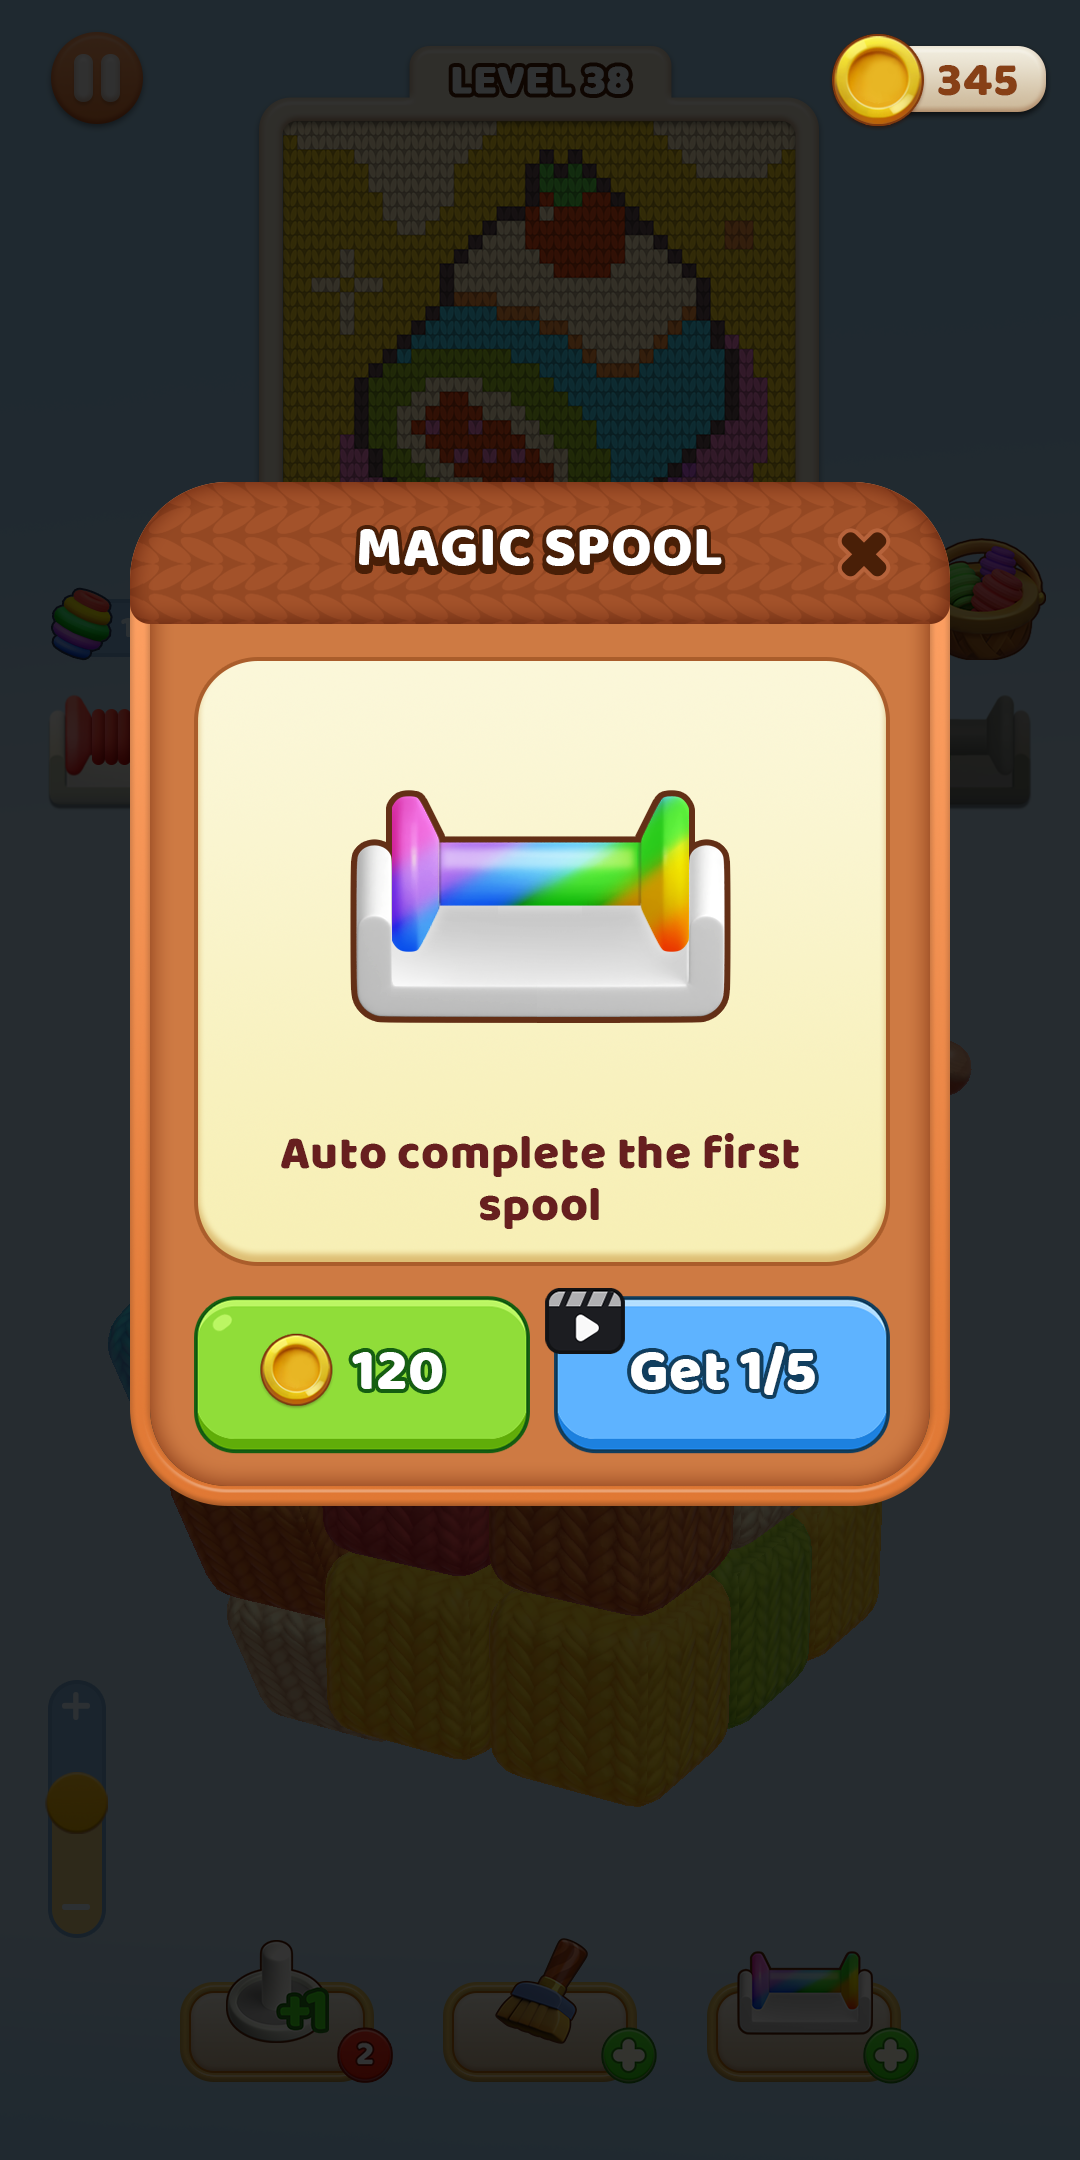 LEVEL 38
345
MAGIC SPOOL
Auto complete the first
spool
120
Get 1/5
+1
2